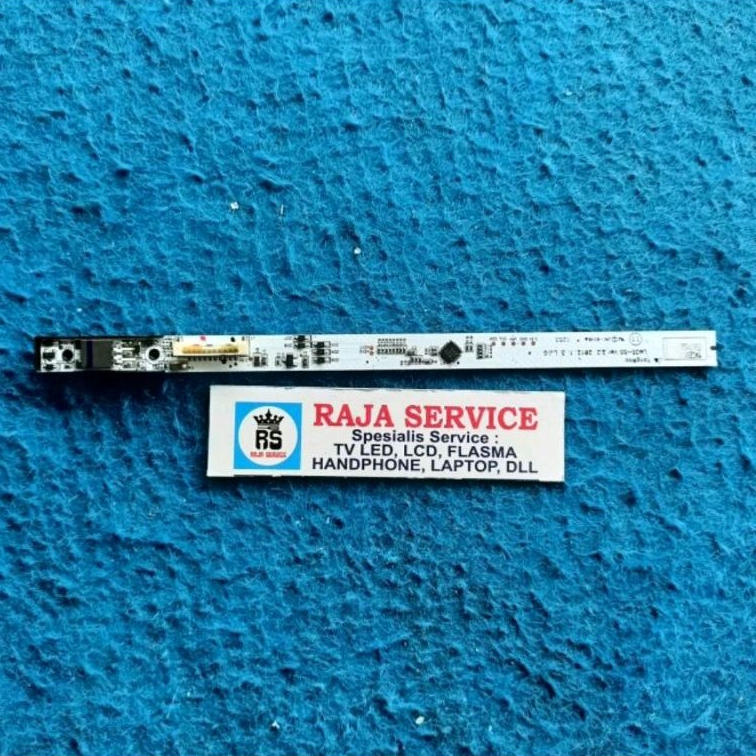 RS
RAJA SERVICE
RAJA SERVICE
Spesialis Service :
TV LED, LCD, FLASMA
HANDPHONE, LAPTOP, DLL